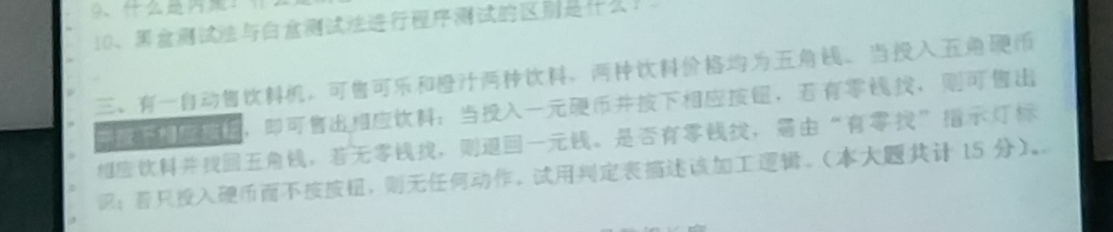 9、什么是内聚？什么是
10、黑盒测试法与白盒测试法进行程序测试的区别是什么？
三、有一自动售饮料机，可售可乐和橙汁两种饮料，两种饮料价格均为五角钱。当投入五角硬币
并按下相应按钮，即可售出相应饮料；当投入一元硬币并按下相应按钮，若有零钱找，则可售出
相应饮料并找回五角钱，若无零钱找，则退回一元钱。是否有零钱找，需由“有零找”指示灯标
识；若只投入硬币而不按按钮，则无任何动作。试用判定表描述该加工逻辑。（本大题共计 15 分）。